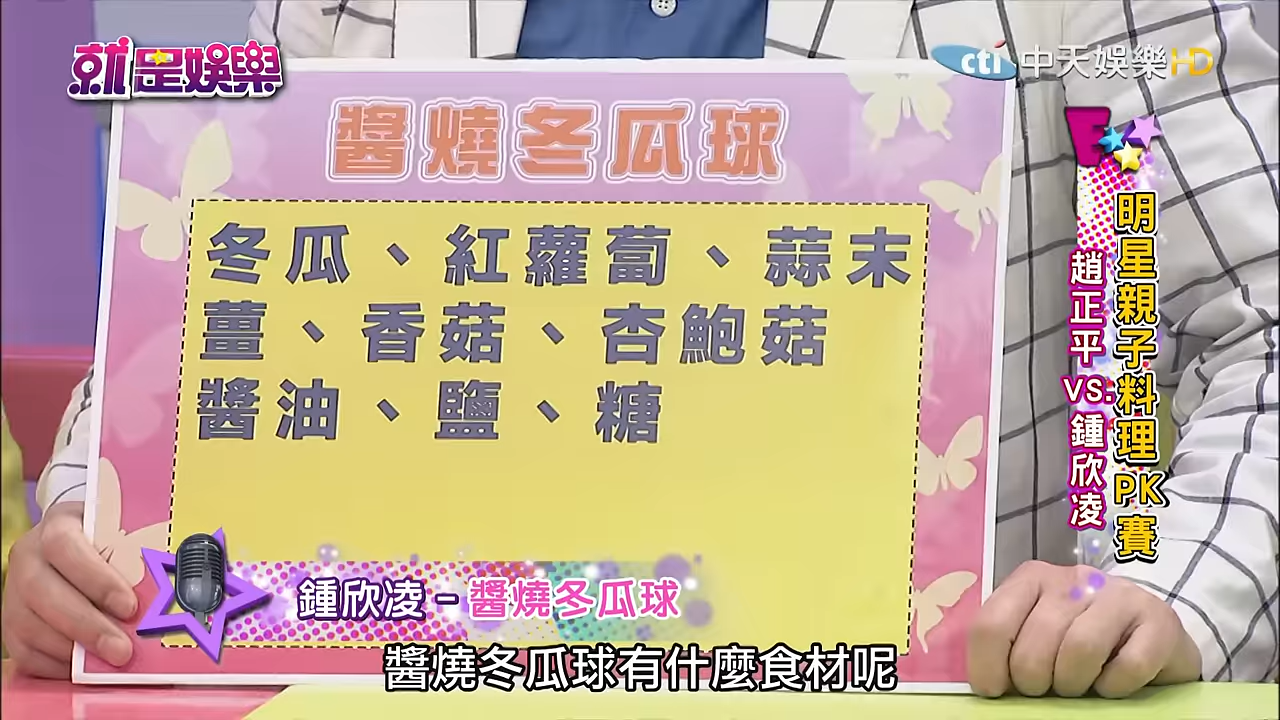 就是娛樂
cti 中天娛樂HD
醬燒冬瓜球
冬瓜、紅蘿蔔、蒜末
薑、香菇、杏鮑菇
醬油、鹽、糖
明星親子料理PK賽
趙正平 VS.鍾欣凌
鍾欣凌－醬燒冬瓜球
醬燒冬瓜球有什麼食材呢